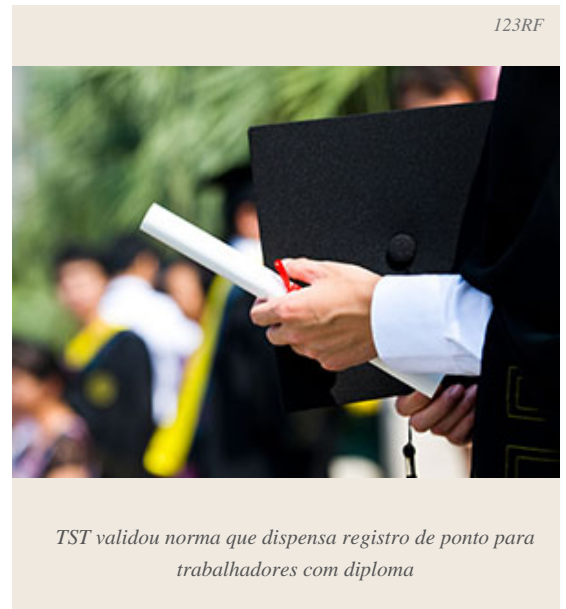 123RF
TST validou norma que dispensa registro de ponto para
trabalhadores com diploma